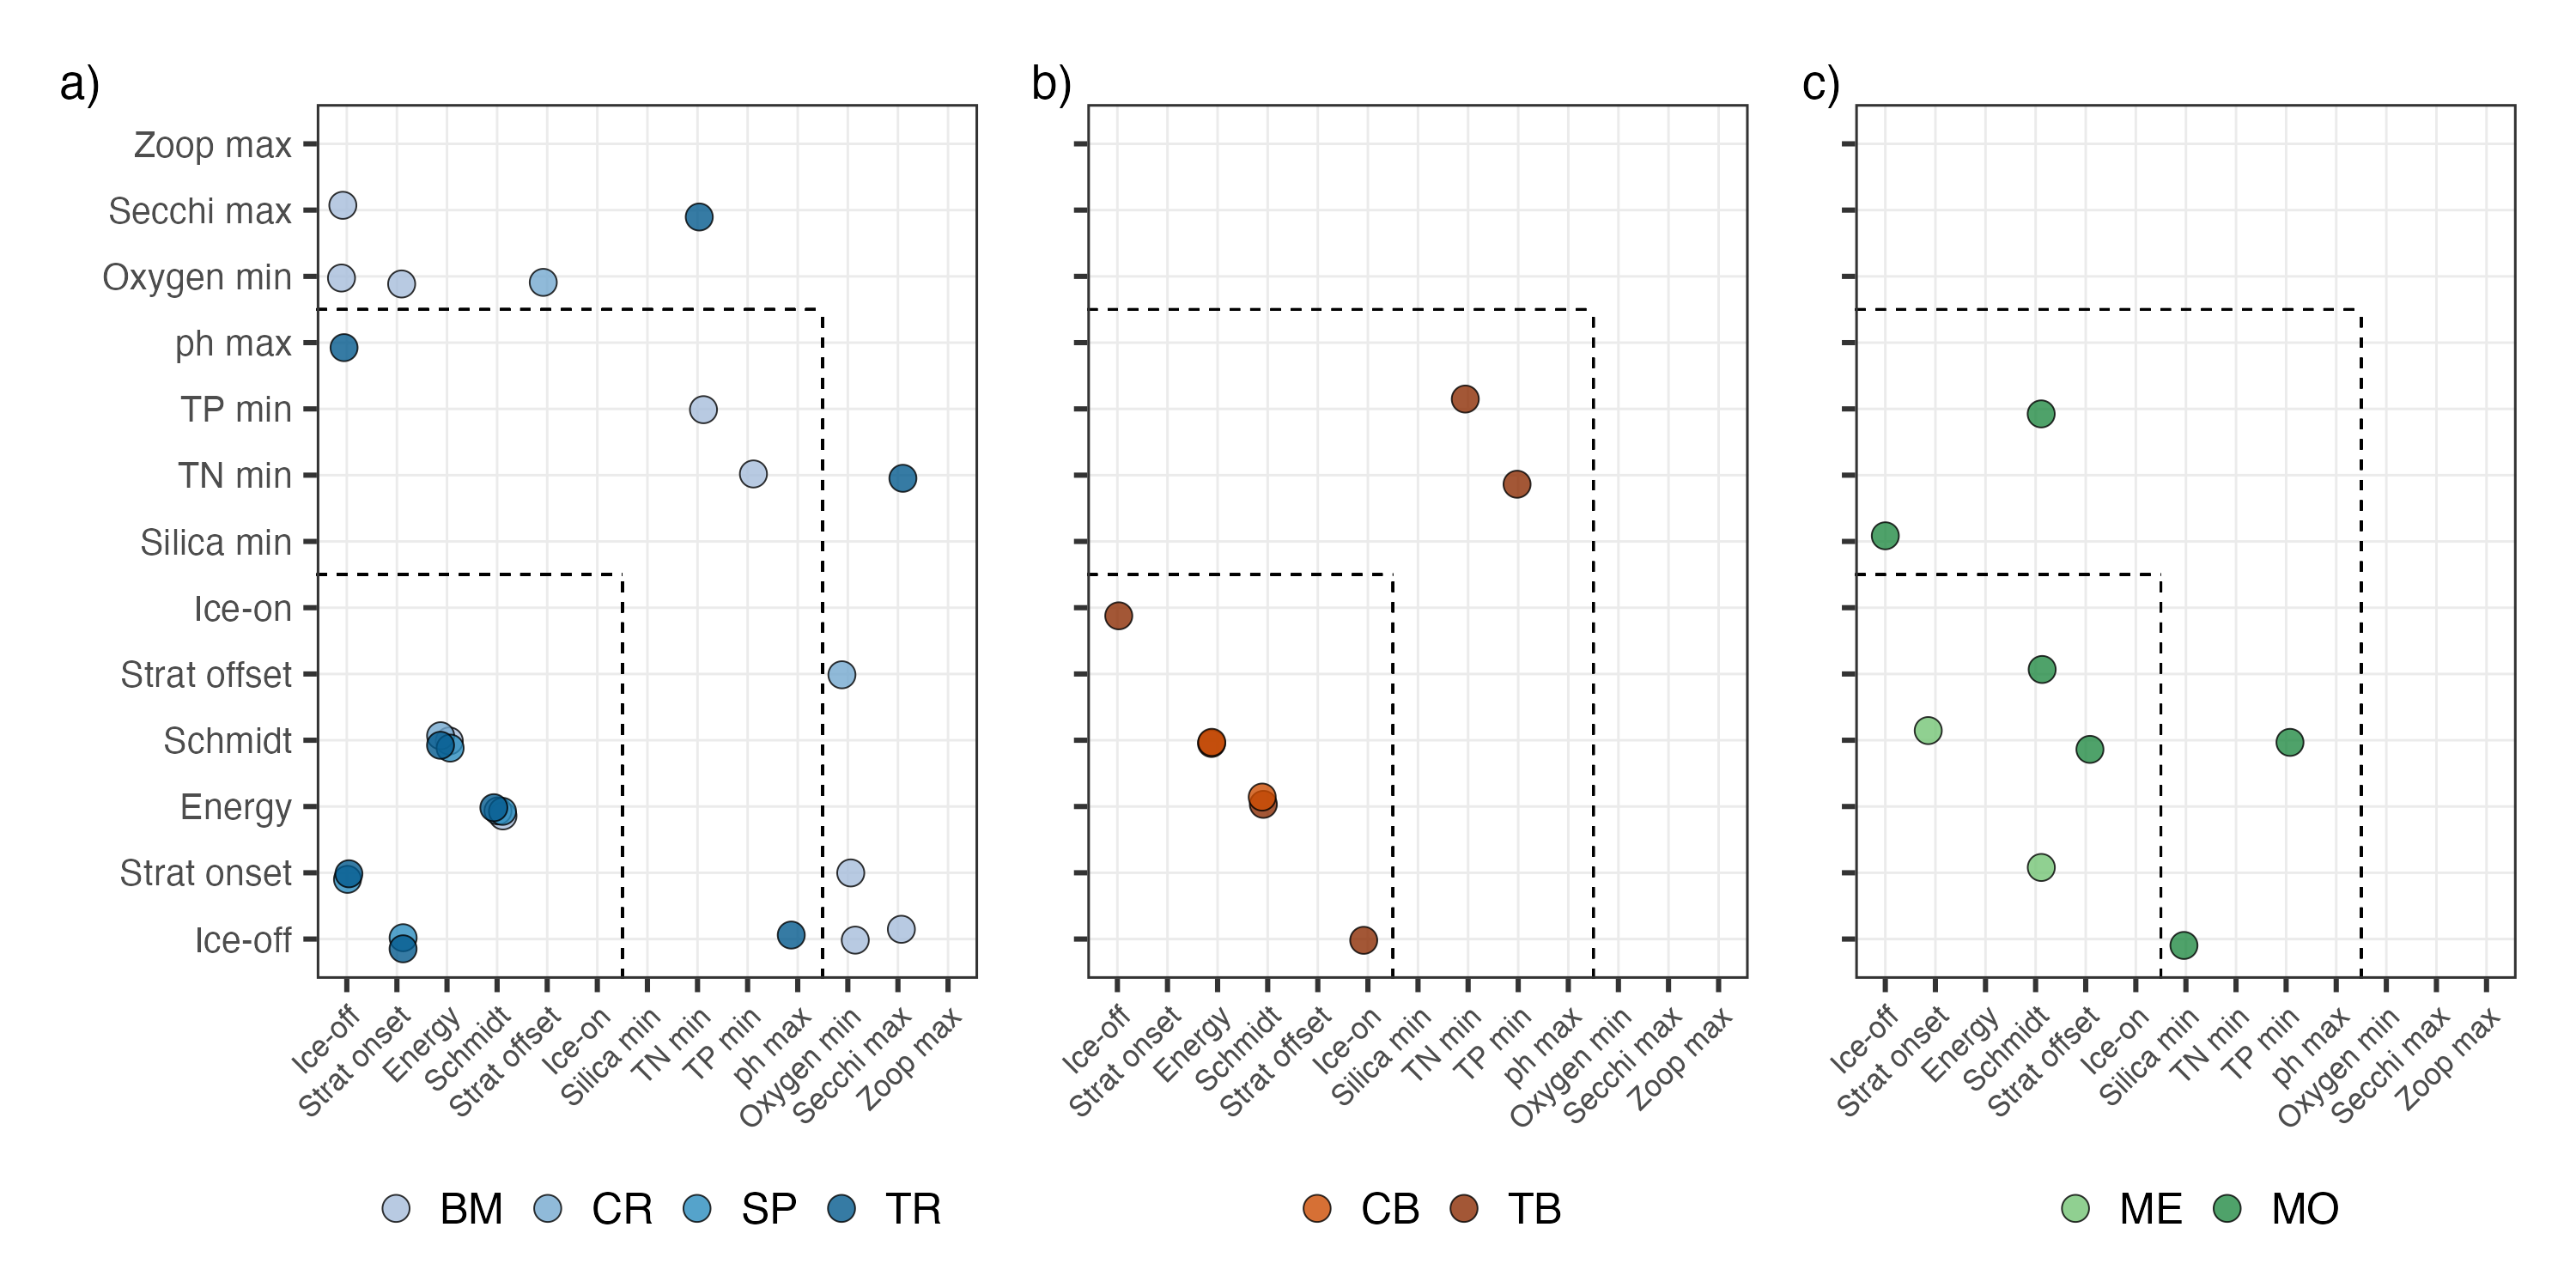 a)
b)
c)
Zoop max
Secchi max
Oxygen min
ph max
TP min
TN min
Silica min
Ice-on
Strat offset
Schmidt
Energy
Strat onset
Ice-off
Ice-off
Strat onset
Energy
Schmidt
Strat offset
Ice-on
Silica min
TN min
TP min
ph max
Oxygen min
Secchi max
Zoop max
Ice-off
Strat onset
Energy
Schmidt
Strat offset
Ice-on
Silica min
TN min
TP min
ph max
Oxygen min
Secchi max
Zoop max
Ice-off
Strat onset
Energy
Schmidt
Strat offset
Ice-on
Silica min
TN min
TP min
ph max
Oxygen min
Secchi max
Zoop max
BM CR SP TR
CB TB
ME MO